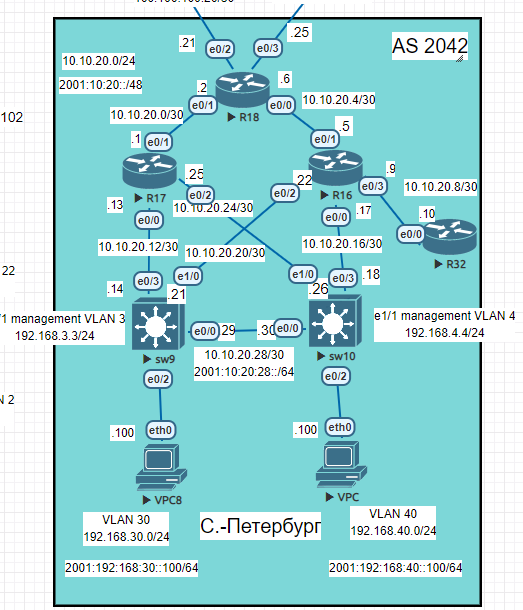 .21
e0/2
e0/3
.25
AS 2042
10.10.20.0/24
2001:10:20::/48
.2
.6
102
10.10.20.0/30
e0/1
R18
e0/0
10.10.20.4/30
.1
e0/1
e0/1
.5
R17
.25
e0/2
10.10.20.24/30
.22
e0/2
R16
.9
e0/3
10.10.20.8/30
.13
e0/0
e0/0
.17
.10
e0/0
R32
10.10.20.12/30
10.10.20.20/30
10.10.20.16/30
22
.14
e0/3
e1/0
.21
e1/0
.26
e0/3
.18
/1 management VLAN 3
192.168.3.3/24
e1/1 management VLAN 4
192.168.4.4/24
e0/0
29
.30
e0/0
sw9
sw10
10.10.20.28/30
2001:10:20:28::/64
e0/2
e0/2
N 2
.100
eth0
.100
eth0
VPC8
VPC
VLAN 30
192.168.30.0/24
С.-Петербург
VLAN 40
192.168.40.0/24
2001:192:168:30::100/64
2001:192:168:40::100/64